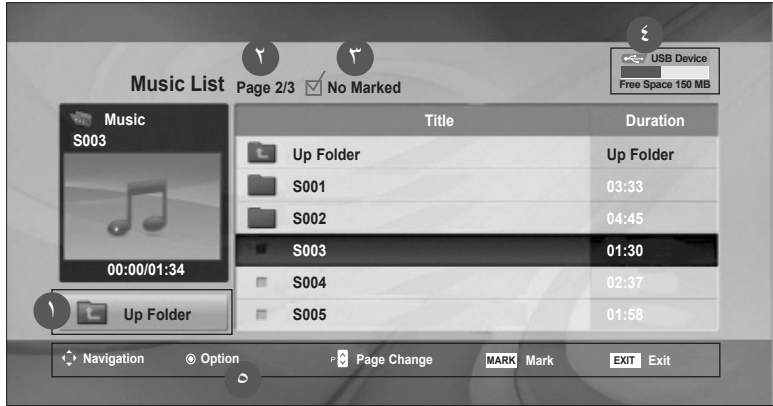 ٤
USB Device
Free Space 150 MB
٢ ٣
Music List Page 2/3 No Marked
Music
S003
Title Duration
Up Folder Up Folder
S001 03:33
S002 04:45
S003 01:30
S004 02:37
S005 01:58
00:00/01:34
١ Up Folder
Navigation Option P Page Change MARK Mark EXIT Exit
٥